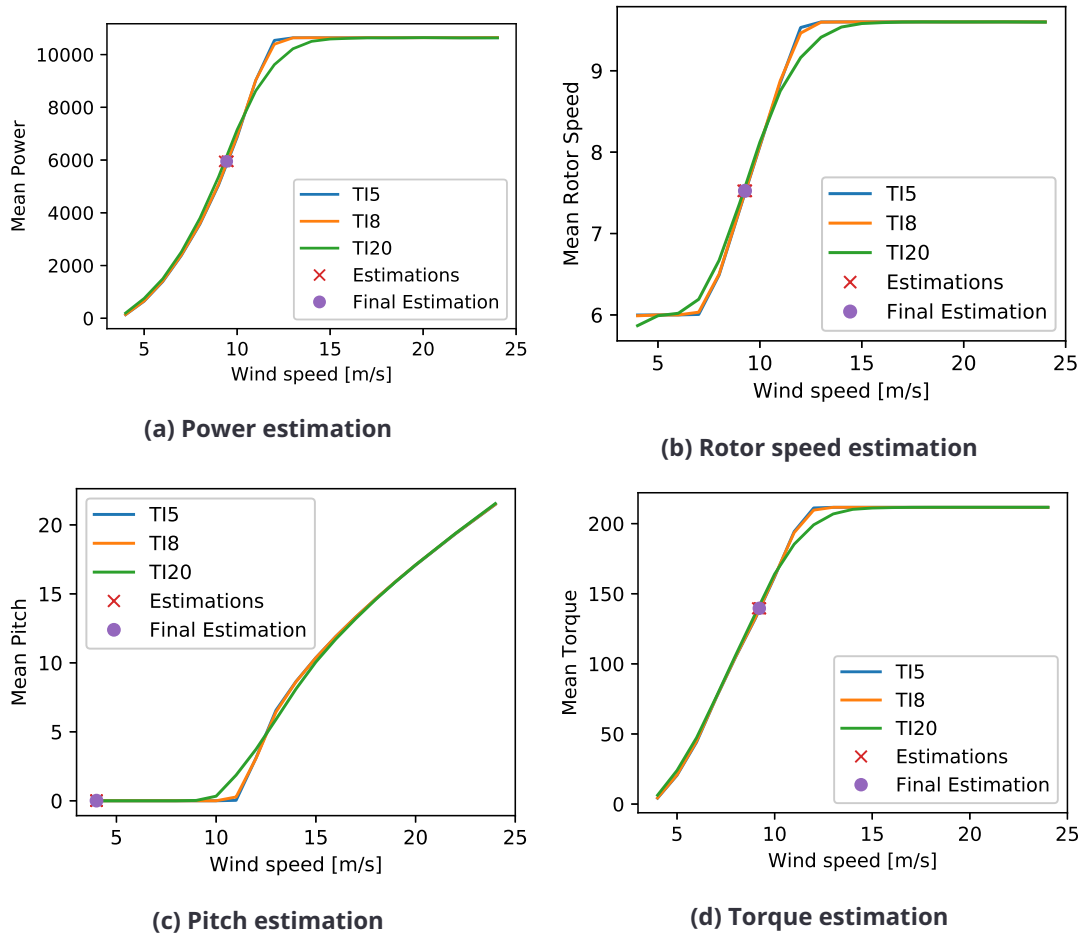 10000
8000
6000
4000
2000
0
Mean Power
TI5
TI8
TI20
Estimations
Final Estimation
5 10 15 20 25
Wind speed [m/s]
(a) Power estimation
9
8
7
6
Mean Rotor Speed
TI5
TI8
TI20
Estimations
Final Estimation
5 10 15 20 25
Wind speed [m/s]
(b) Rotor speed estimation
20
15
10
5
0
Mean Pitch
TI5
TI8
TI20
Estimations
Final Estimation
5 10 15 20 25
Wind speed [m/s]
(c) Pitch estimation
200
150
100
50
0
Mean Torque
TI5
TI8
TI20
Estimations
Final Estimation
5 10 15 20 25
Wind speed [m/s]
(d) Torque estimation